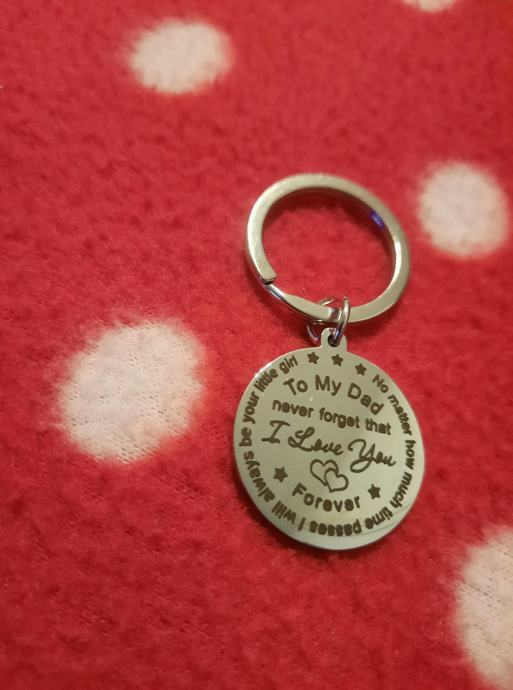 To My Dad
never forget that
I Love You
Forever
No matter how much time passes I will always be your little girl